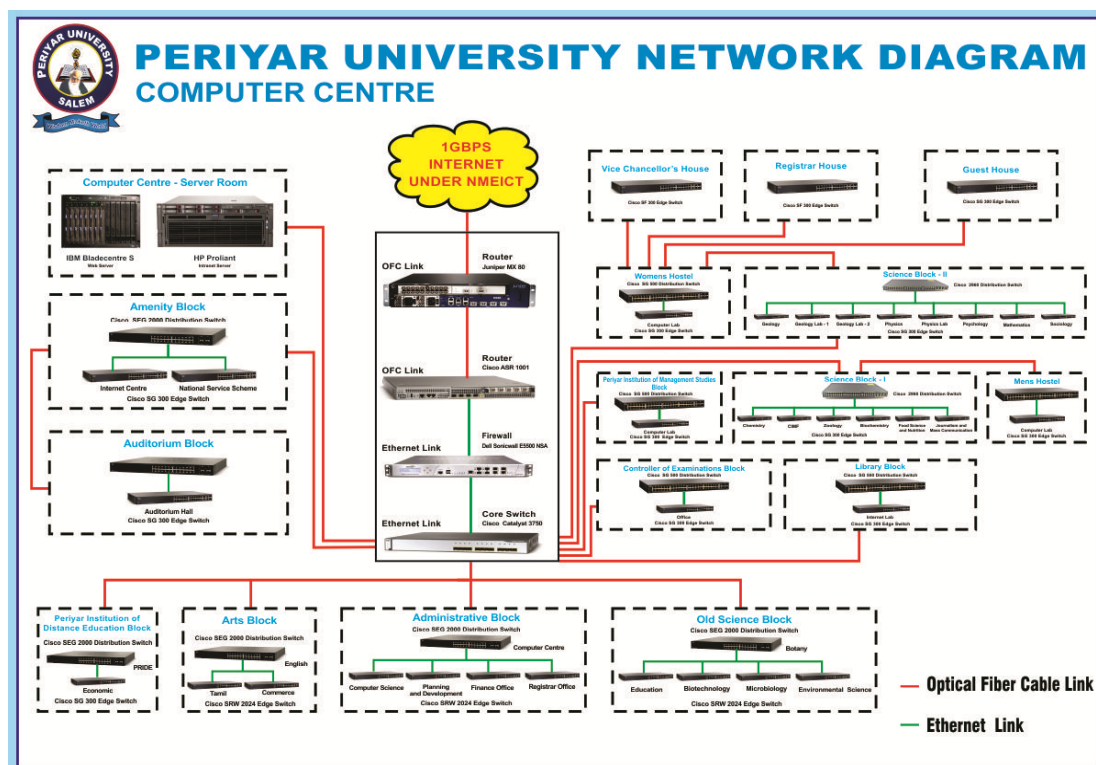 PERIYAR UNIVERSITY
SALEM
PERIYAR UNIVERSITY NETWORK DIAGRAM
COMPUTER CENTRE
1GBPS
INTERNET
UNDER NMEICT
Computer Centre - Server Room
IBM Bladecentre S
Web Server
HP Proliant
Intranet Server
Amenity Block
Cisco SEG 2000 Distribution Switch
Internet Centre
National Service Scheme
Cisco SG 300 Edge Switch
Auditorium Block
Auditorium Hall
Cisco SG 300 Edge Switch
OFC Link
Router
Juniper MX 80
OFC Link
Router
Cisco ASR 1001
Ethernet Link
Firewall
Dell Sonicwall E5500 NSA
Ethernet Link
Core Switch
Cisco Catalyst 3750
Vice Chancellor's House
Cisco SF 300 Edge Switch
Registrar House
Cisco SF 300 Edge Switch
Guest House
Cisco SG 300 Edge Switch
Womens Hostel
Cisco SG 500 Distribution Switch
Computer Lab
Cisco SG 300 Edge Switch
Science Block - II
Cisco 2960 Distribution Switch
Geology
Geology Lab - 1
Geology Lab - 2
Physics
Physics Lab
Psychology
Mathematics
Sociology
Cisco SG 300 Edge Switch
Periyar Institution of Management Studies
Block
Cisco SG 500 Distribution Switch
Computer Lab
Cisco SG 300 Edge Switch
Science Block - I
Cisco 2960 Distribution Switch
Chemistry
CIMF
Zoology
Biochemistry
Food Science
and Nutrition
Journalism and
Mass Communication
Cisco SG 300 Edge Switch
Mens Hostel
Cisco SG 500 Distribution Switch
Computer Lab
Cisco SG 300 Edge Switch
Controller of Examinations Block
Cisco SG 500 Distribution Switch
Office
Cisco SG 300 Edge Switch
Library Block
Cisco SG 500 Distribution Switch
Internet Lab
Cisco SG 300 Edge Switch
Periyar Institution of
Distance Education Block
Cisco SEG 2000 Distribution Switch
PRIDE
Economic
Cisco SG 300 Edge Switch
Arts Block
Cisco SEG 2000 Distribution Switch
English
Tamil
Commerce
Cisco SRW 2024 Edge Switch
Administrative Block
Cisco SEG 2000 Distribution Switch
Computer Centre
Computer Science
Planning
and Development
Finance Office
Registrar Office
Cisco SRW 2024 Edge Switch
Old Science Block
Cisco SEG 2000 Distribution Switch
Botany
Education
Biotechnology
Microbiology
Environmental Science
Cisco SRW 2024 Edge Switch
Optical Fiber Cable Link
Ethernet Link